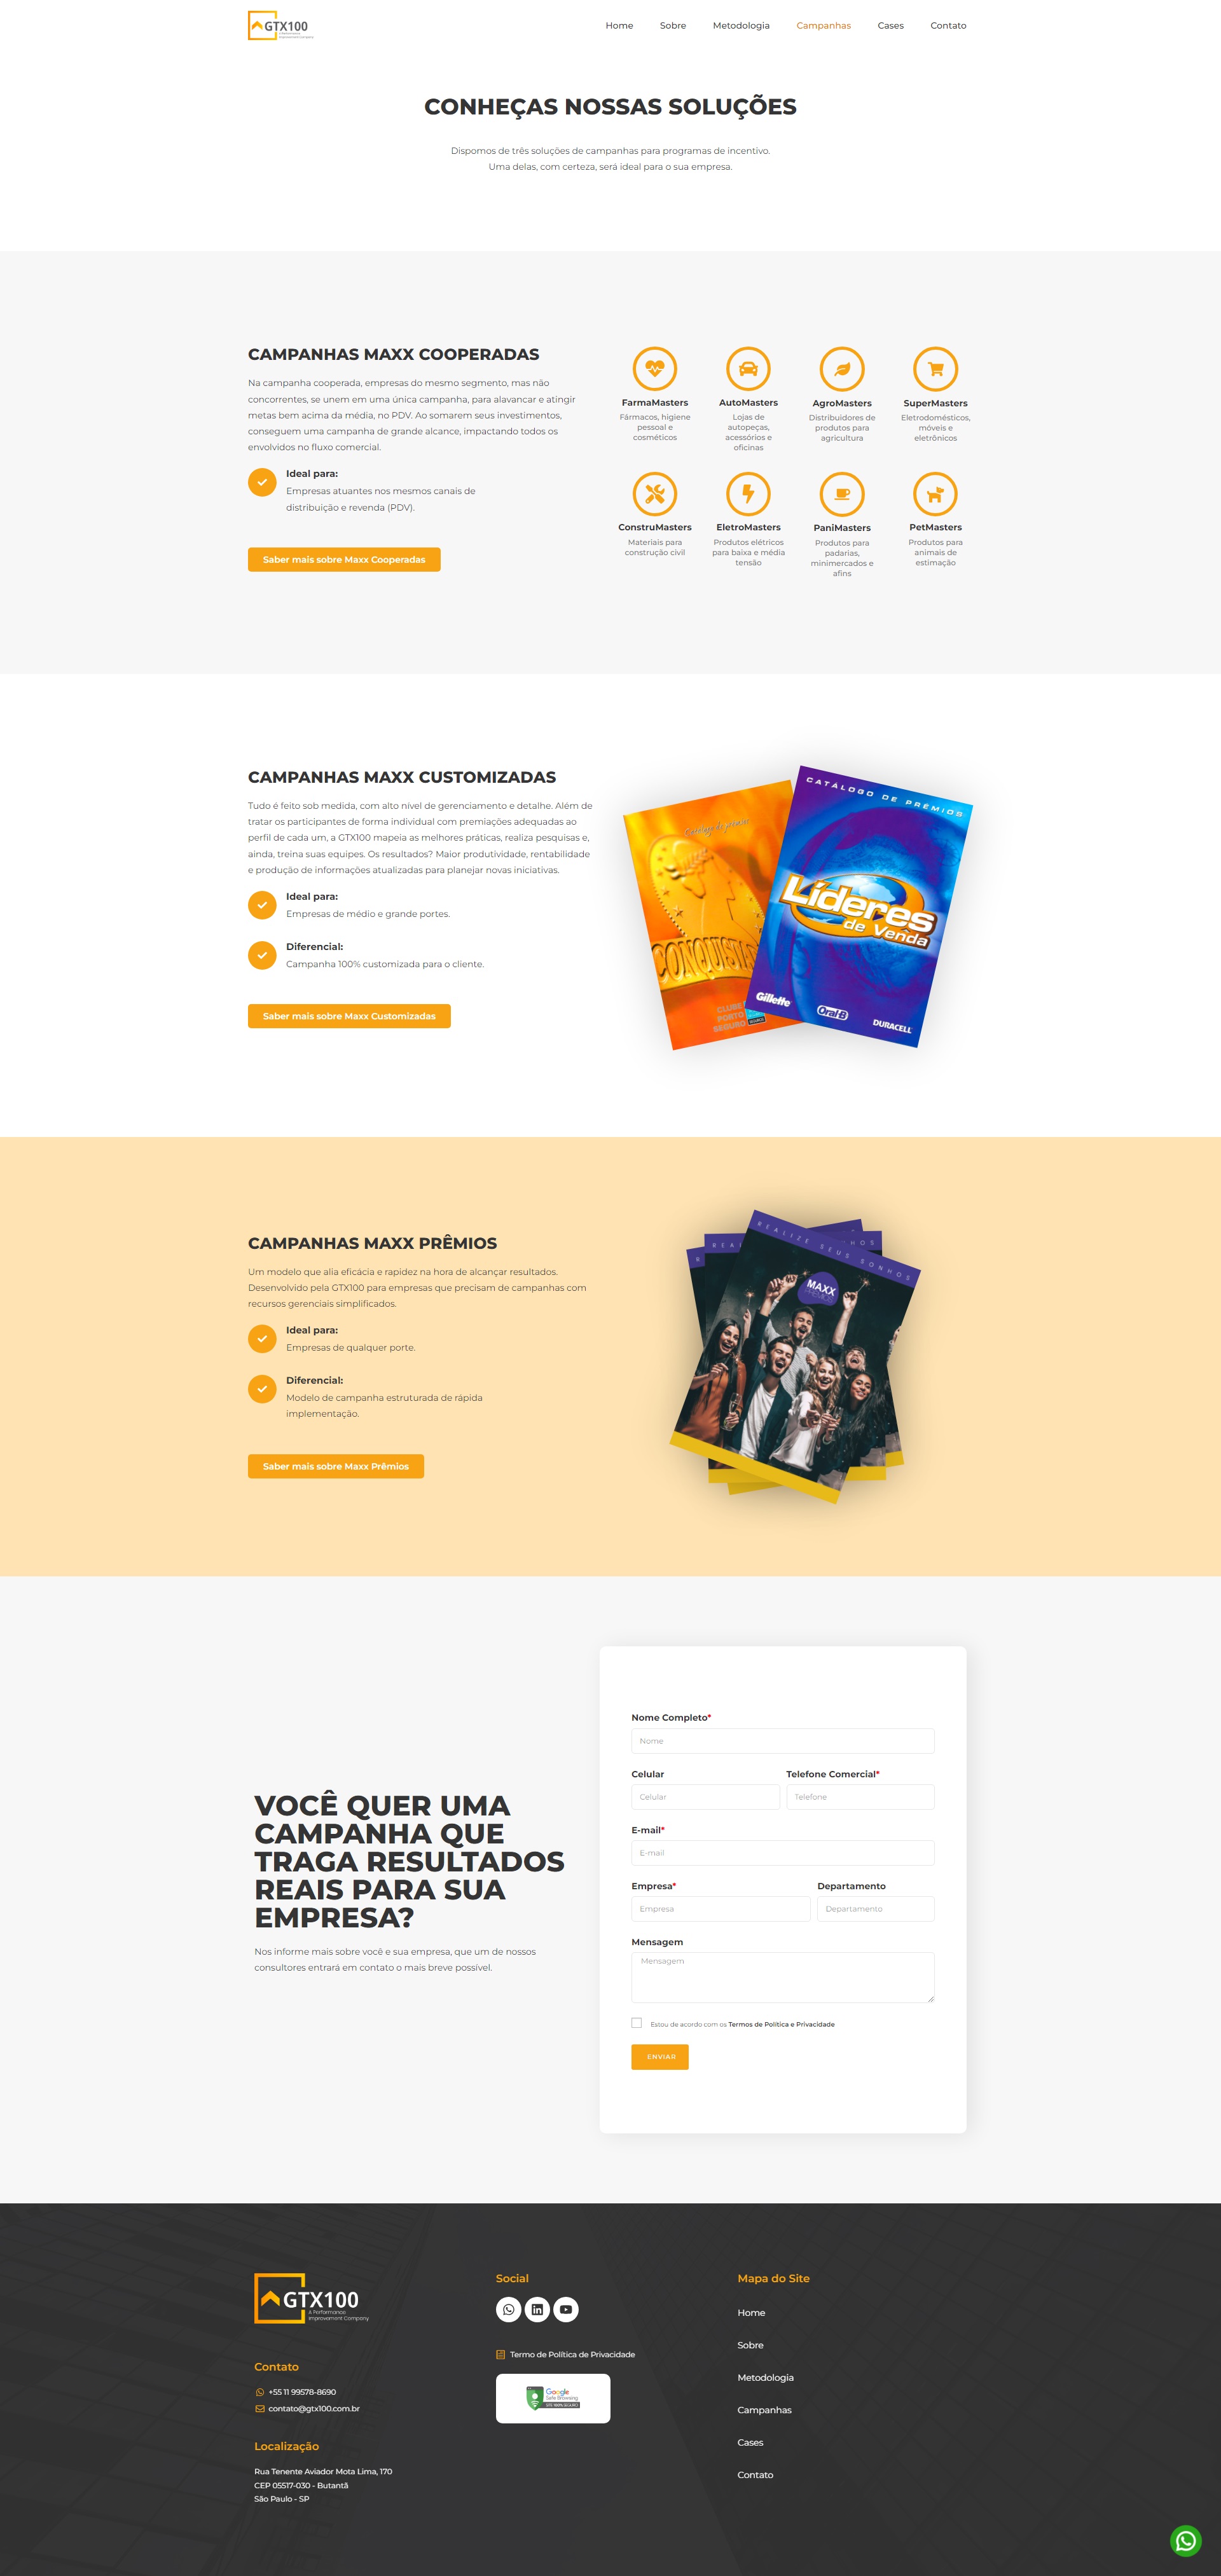 GTX100
A Performance
Improvement Company
Home
Sobre
Metodologia
Campanhas
Cases
Contato
CONHEÇAS NOSSAS SOLUÇÕES
Dispomos de três soluções de campanhas para programas de incentivo.
Uma delas, com certeza, será ideal para o sua empresa.
CAMPANHAS MAXX COOPERADAS
Na campanha cooperada, empresas do mesmo segmento, mas não
concorrentes, se unem em uma única campanha, para alavancar e atingir
metas bem acima da média, no PDV. Ao somarem seus investimentos,
conseguem uma campanha de grande alcance, impactando todos os
envolvidos no fluxo comercial.
Ideal para:
Empresas atuantes nos mesmos canais de
distribuição e revenda (PDV).
Saber mais sobre Maxx Cooperadas
FarmaMasters
Fármacos, higiene
pessoal e
cosméticos
AutoMasters
Lojas de
autopeças,
acessórios e
oficinas
AgroMasters
Distribuidores de
produtos para
agricultura
SuperMasters
Eletrodomésticos,
móveis e
eletrônicos
ConstruMasters
Materiais para
construção civil
EletroMasters
Produtos elétricos
para baixa e média
tensão
PaniMasters
Produtos para
padarias,
minimercados e
afins
PetMasters
Produtos para
animais de
estimação
CAMPANHAS MAXX CUSTOMIZADAS
Tudo é feito sob medida, com alto nível de gerenciamento e detalhe. Além de
tratar os participantes de forma individual com premiações adequadas ao
perfil de cada um, a GTX100 mapeia as melhores práticas, realiza pesquisas e,
ainda, treina suas equipes. Os resultados? Maior produtividade, rentabilidade
e produção de informações atualizadas para planejar novas iniciativas.
Ideal para:
Empresas de médio e grande portes.
Diferencial:
Campanha 100% customizada para o cliente.
Saber mais sobre Maxx Customizadas
Catálogo de prêmios
CLUBE
PORTO
SEGURO
CATÁLOGO DE PRÊMIOS
Líderes
de Venda
Gillette
Oral B
DURACELL
CAMPANHAS MAXX PRÊMIOS
Um modelo que alia eficácia e rapidez na hora de alcançar resultados.
Desenvolvido pela GTX100 para empresas que precisam de campanhas com
recursos gerenciais simplificados.
Ideal para:
Empresas de qualquer porte.
Diferencial:
Modelo de campanha estruturada de rápida
implementação.
Saber mais sobre Maxx Prêmios
REALIZE SEUS SONHOS
MAXX
VOCÊ QUER UMA
CAMPANHA QUE
TRAGA RESULTADOS
REAIS PARA SUA
EMPRESA?
Nos informe mais sobre você e sua empresa, que um de nossos
consultores entrará em contato o mais breve possível.
Nome Completo*
Nome
Celular
Celular
Telefone Comercial*
Telefone
E-mail*
E-mail
Empresa*
Empresa
Departamento
Departamento
Mensagem
Mensagem
Estou de acordo com os Termos de Política e Privacidade
ENVIAR
GTX100
A Performance
Improvement Company
Contato
+55 11 99578-8690
contato@gtx100.com.br
Localização
Rua Tenente Aviador Mota Lima, 170
CEP 05517-030 - Butantã
São Paulo - SP
Social
Termo de Política de Privacidade
Google
Safe Browsing
SITE 100% SEGURO
Mapa do Site
Home
Sobre
Metodologia
Campanhas
Cases
Contato